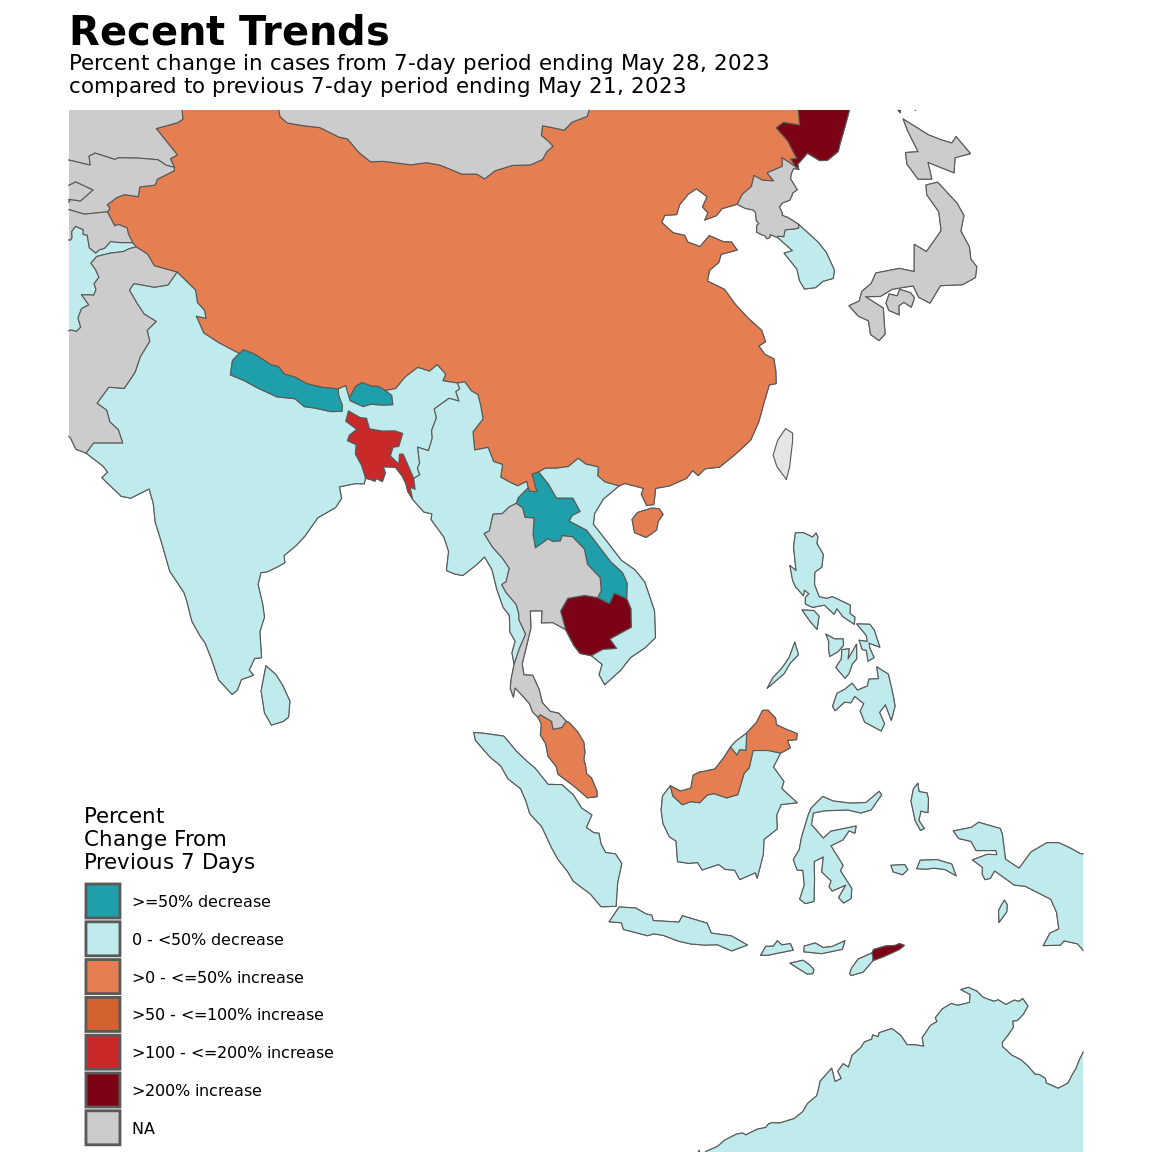 Recent Trends
Percent change in cases from 7-day period ending May 28, 2023
compared to previous 7-day period ending May 21, 2023
Percent
Change From
Previous 7 Days
>=50% decrease
0 - <50% decrease
>0 - <=50% increase
>50 - <=100% increase
>100 - <=200% increase
>200% increase
NA